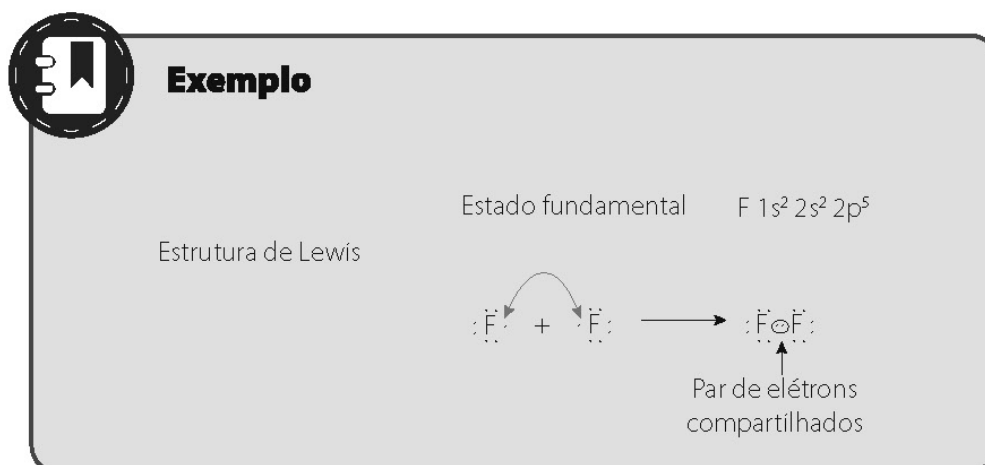 Exemplo
Estado fundamental F 1s² 2s² 2p⁵
Estrutura de Lewis
:F̤̈· + ·F̤̈: ⟶ :F̤̈:F̤̈:
Par de elétrons
compartilhados